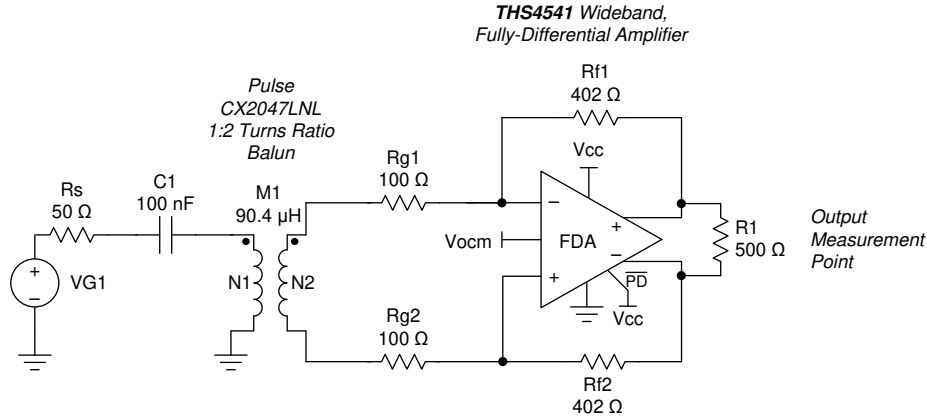 THS4541 Wideband,
Fully-Differential Amplifier
Rf1
402 Ω
Pulse
CX2047LNL
1:2 Turns Ratio
Balun
Vcc
Rg1
100 Ω
C1
100 nF
M1
90.4 µH
Rs
50 Ω
−
+
R1
500 Ω
Output
Measurement
Point
Vocm
FDA
+
−
VG1
N1
N2
+
−
PD
Vcc
Rg2
100 Ω
Rf2
402 Ω